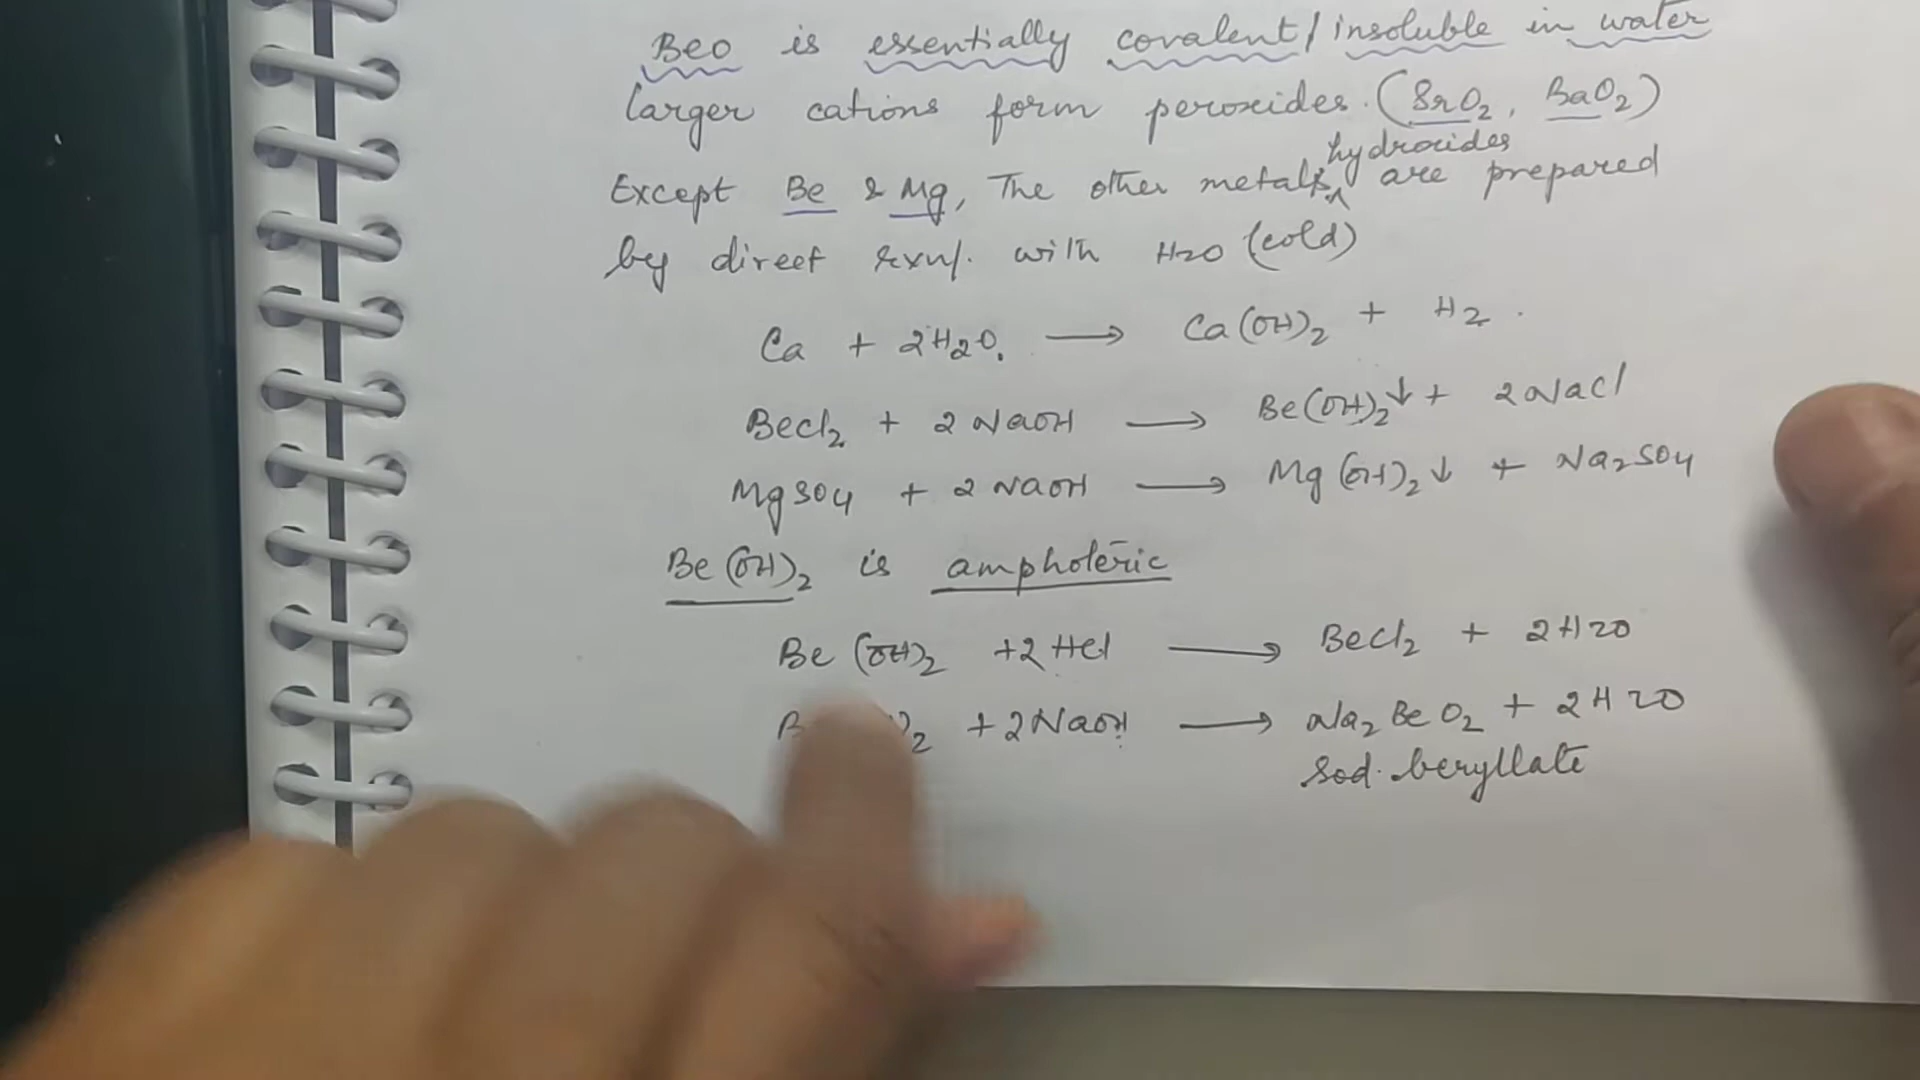 BeO is essentially covalent/insoluble in water
larger cations form peroxides. (SrO2, BaO2)
hydroxides
Except Be & Mg, The other metals are prepared
by direct rxn. with H2O (cold)
Ca + 2H2O. → Ca(OH)2 + H2.
BeCl2 + 2NaOH → Be(OH)2↓ + 2NaCl
MgSO4 + 2NaOH → Mg(OH)2↓ + Na2SO4
Be(OH)2 is amphoteric
Be(OH)2 +2HCl → BeCl2 + 2H2O
+2NaOH → Na2BeO2 + 2H2O
Sod. beryllate